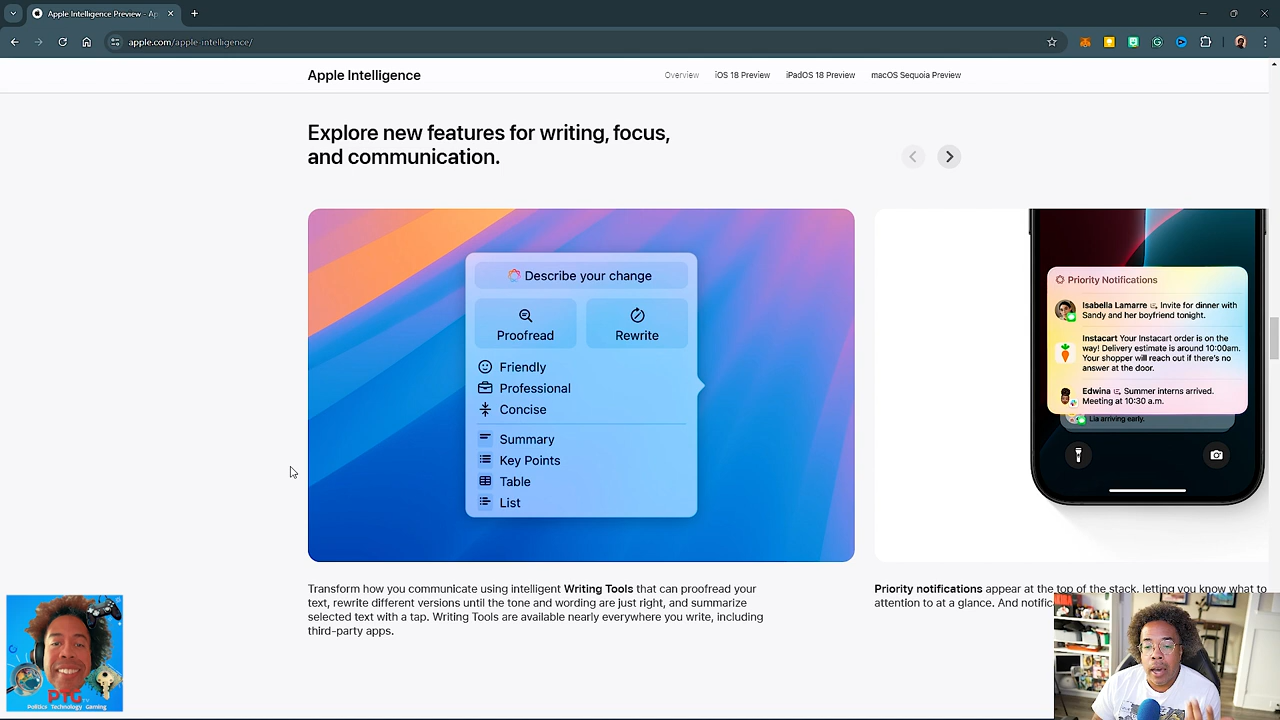 Apple Intelligence Preview - Ap
apple.com/apple-intelligence/
Apple Intelligence
Overview
iOS 18 Preview
iPadOS 18 Preview
macOS Sequoia Preview
Explore new features for writing, focus,
and communication.
Describe your change
Proofread
Rewrite
Friendly
Professional
Concise
Summary
Key Points
Table
List
Priority Notifications
Isabella Lamarre Invite for dinner with
Sandy and her boyfriend tonight.
Instacart Your Instacart order is on the
way! Delivery estimate is around 10:00am.
Your shopper will reach out if there's no
answer at the door.
Edwina Summer interns arrived.
Meeting at 10:30 a.m.
Lia arriving early.
Transform how you communicate using intelligent Writing Tools that can proofread your
text, rewrite different versions until the tone and wording are just right, and summarize
selected text with a tap. Writing Tools are available nearly everywhere you write, including
third-party apps.
Priority notifications appear at the top of the stack, letting you know what to
attention to at a glance. And notific
PTG
Politics Technology Gaming